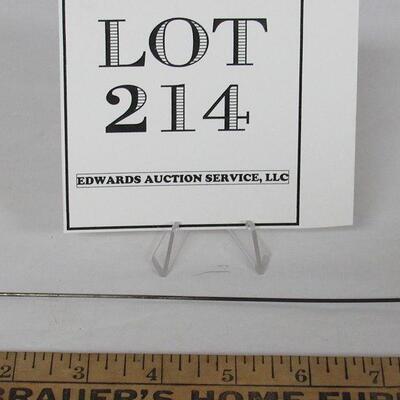 LOT
214
EDWARDS AUCTION SERVICE, LLC
2 3 4 5 6 7
BRAUER'S HOME FUR